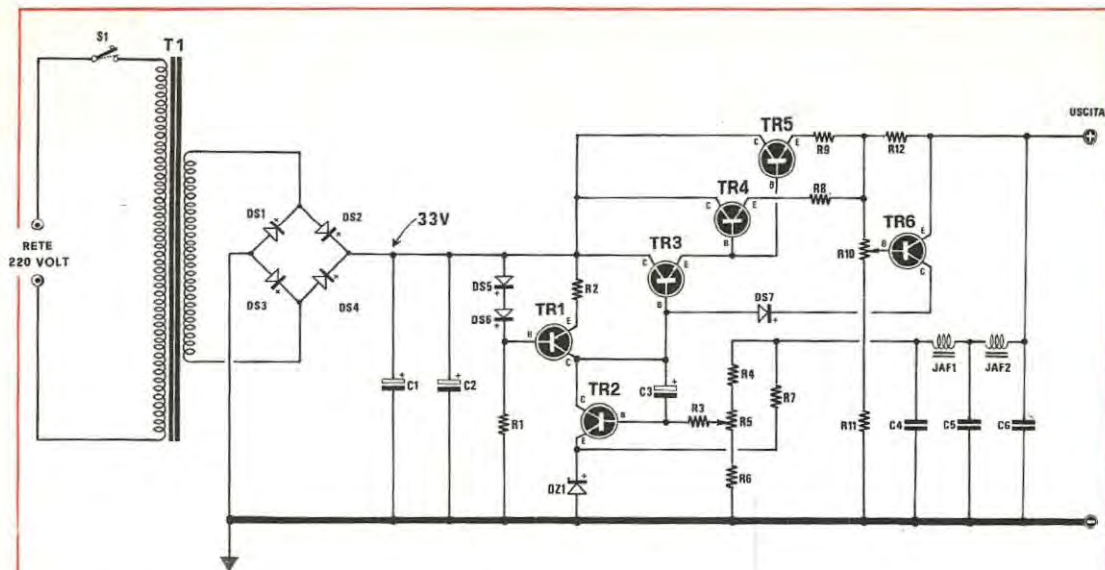 S1
T1
RETE
220 VOLT
DS1
DS2
DS3
DS4
33V
C1
+
C2
+
DS5
+
DS6
+
R1
R2
TR1
B
E
C
TR2
C
B
E
DZ1
+
TR3
C
E
B
C3
+
R3
TR4
C
E
B
R8
TR5
C
E
B
R9
R12
R10
TR6
B
E
C
DS7
+
R4
R5
R6
R7
R11
C4
JAF1
C5
JAF2
C6
USCITA
+
-